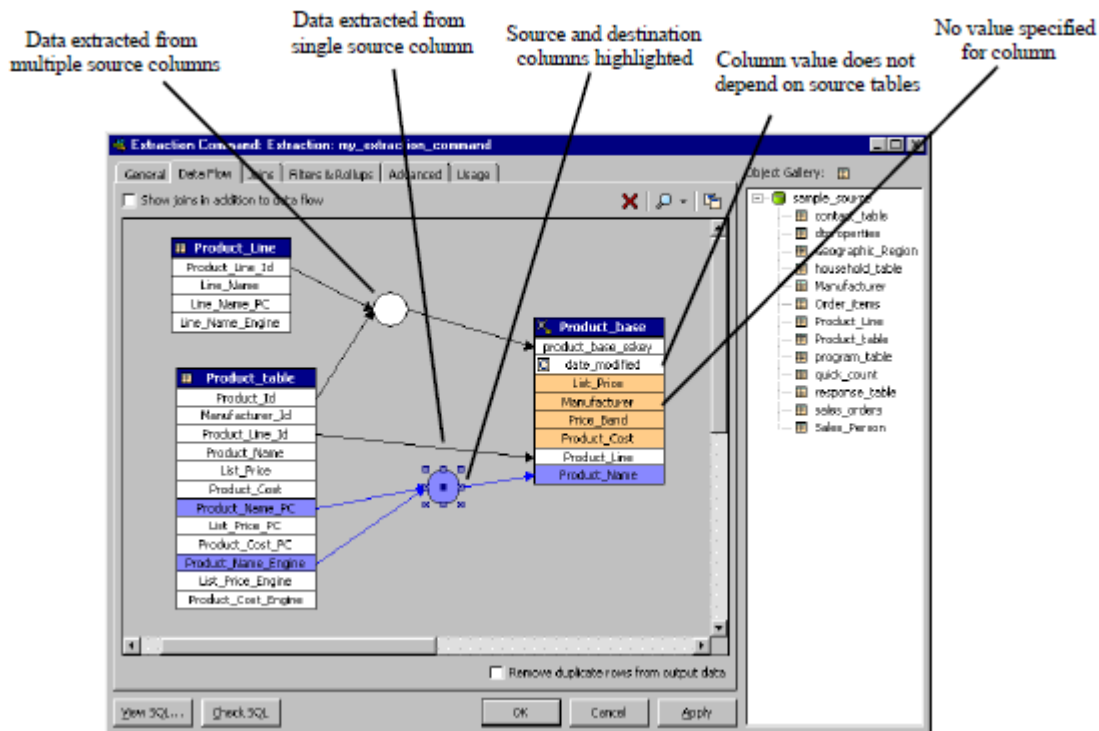 Data extracted from
multiple source columns
Data extracted from
single source column
Source and destination
columns highlighted
Column value does not
depend on source tables
No value specified
for column
Extraction Command: Extraction: my_extraction_command
General
Data Flow
Joins
Filters & Rollups
Advanced
Usage
Show joins in addition to data flow
Product_Line
Product_Line_Id
Line_Name
Line_Name_PC
Line_Name_Engine
Product_table
Product_Id
Manufacturer_Id
Product_Line_Id
Product_Name
List_Price
Product_Cost
Product_Name_PC
List_Price_PC
Product_Cost_PC
Product_Name_Engine
List_Price_Engine
Product_Cost_Engine
Product_base
product_base_sskey
date_modified
List_Price
Manufacturer
Price_Band
Product_Cost
Product_Line
Product_Name
Remove duplicate rows from output data
Object Gallery:
sample_source
contact_table
dtproperties
Geographic_Region
household_table
Manufacturer
Order_items
Product_Line
Product_table
program_table
quick_count
response_table
sales_orders
Sales_Person
View SQL...
Check SQL
OK
Cancel
Apply